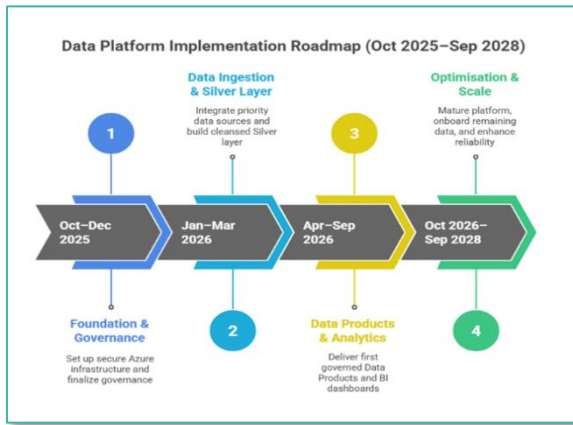 Data Platform Implementation Roadmap (Oct 2025–Sep 2028)
Data Ingestion
& Silver Layer
Integrate priority
data sources and
build cleansed Silver
layer
Optimisation &
Scale
Mature platform,
onboard remaining
data, and enhance
reliability
1
3
Oct–Dec
2025
Jan–Mar
2026
Apr–Sep
2026
Oct 2026–
Sep 2028
Foundation &
Governance
Set up secure Azure
infrastructure and
finalize governance
2
Data Products
& Analytics
Deliver first
governed Data
Products and BI
dashboards
4